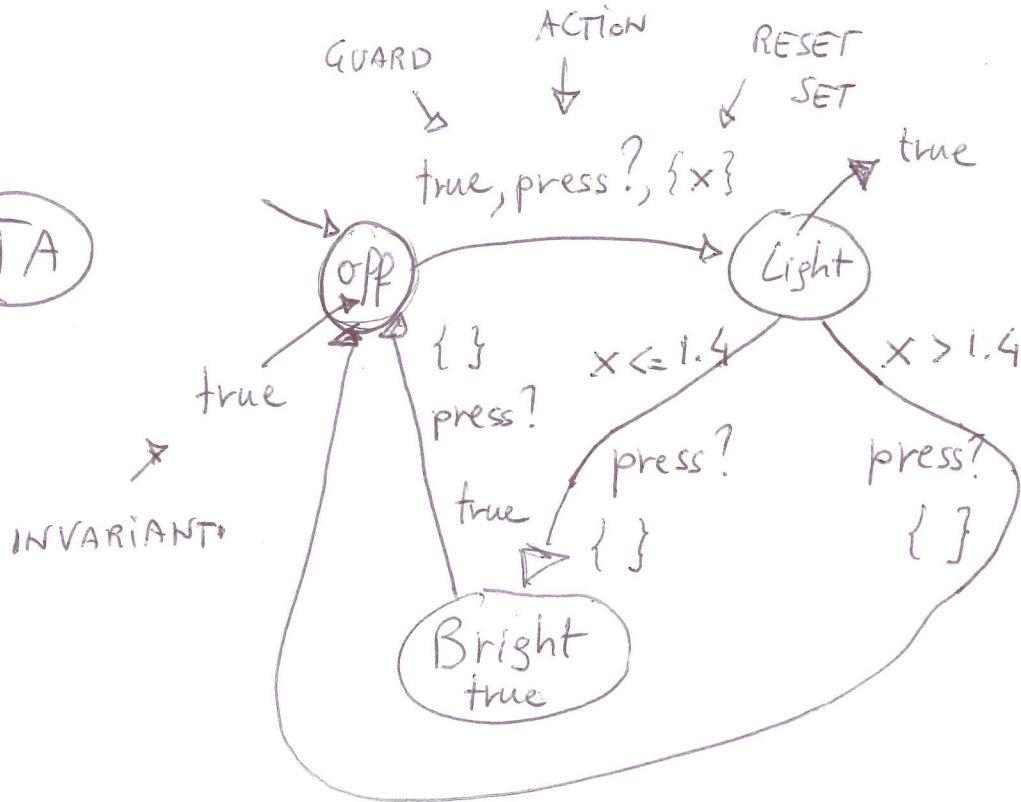 GUARD
ACTiON
RESET
SET
true, press?, {x}
true
TA
off
Light
true
{ }
press?
true
x <= 1.4
press?
{ }
x > 1.4
press?
{ }
INVARiANT
Bright
true